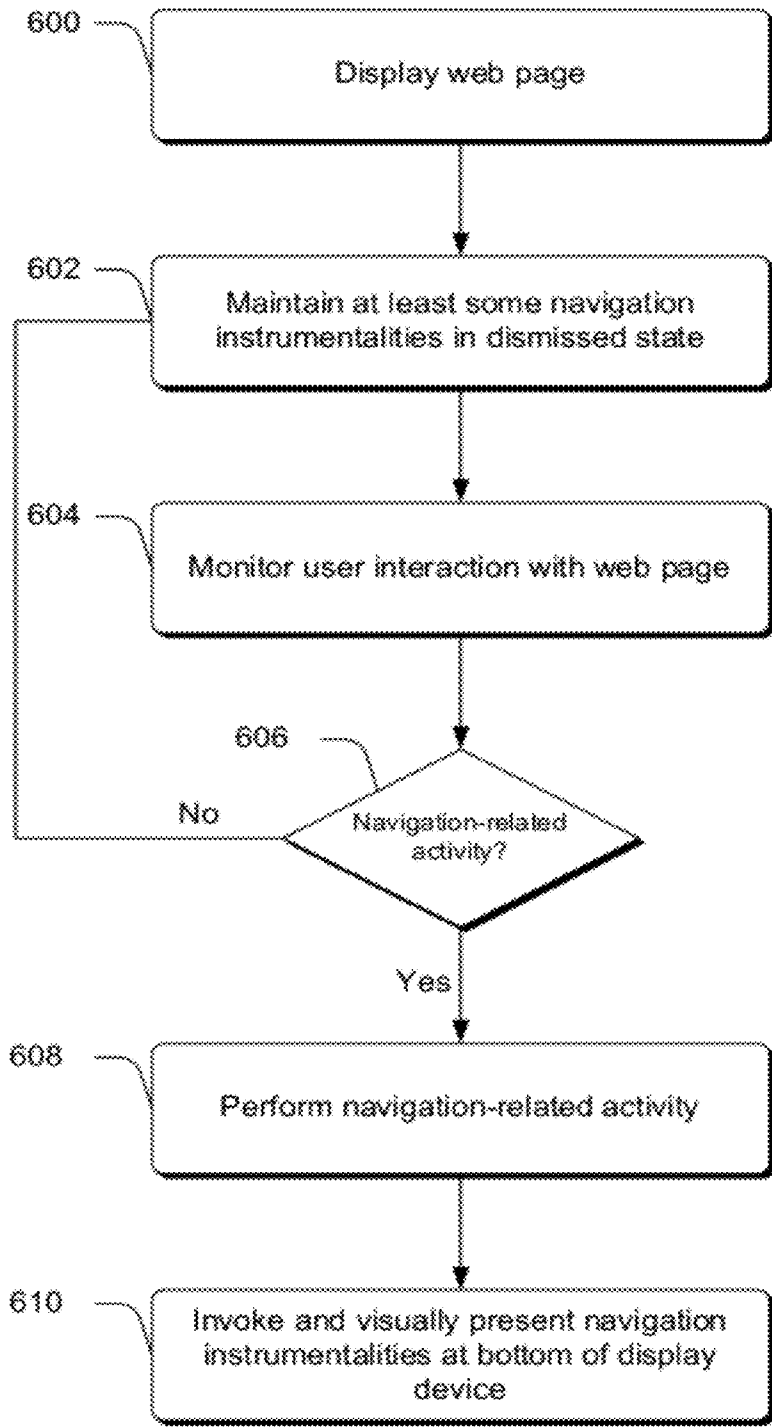 600
Display web page
602
Maintain at least some navigation
instrumentalities in dismissed state
604
Monitor user interaction with web page
606
No
Navigation-related
activity?
Yes
608
Perform navigation-related activity
610
Invoke and visually present navigation
instrumentalities at bottom of display
device